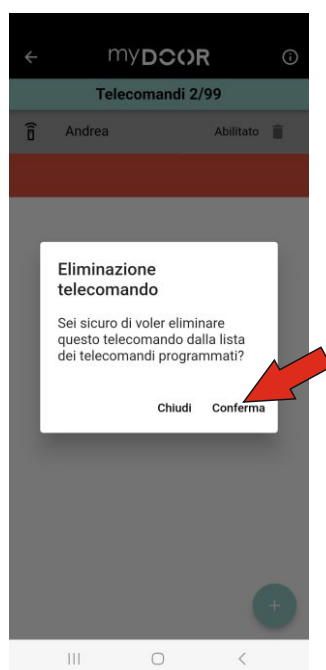 myDOOR
Telecomandi 2/99
Andrea Abilitato
Eliminazione
telecomando
Sei sicuro di voler eliminare
questo telecomando dalla lista
dei telecomandi programmati?
Chiudi Conferma